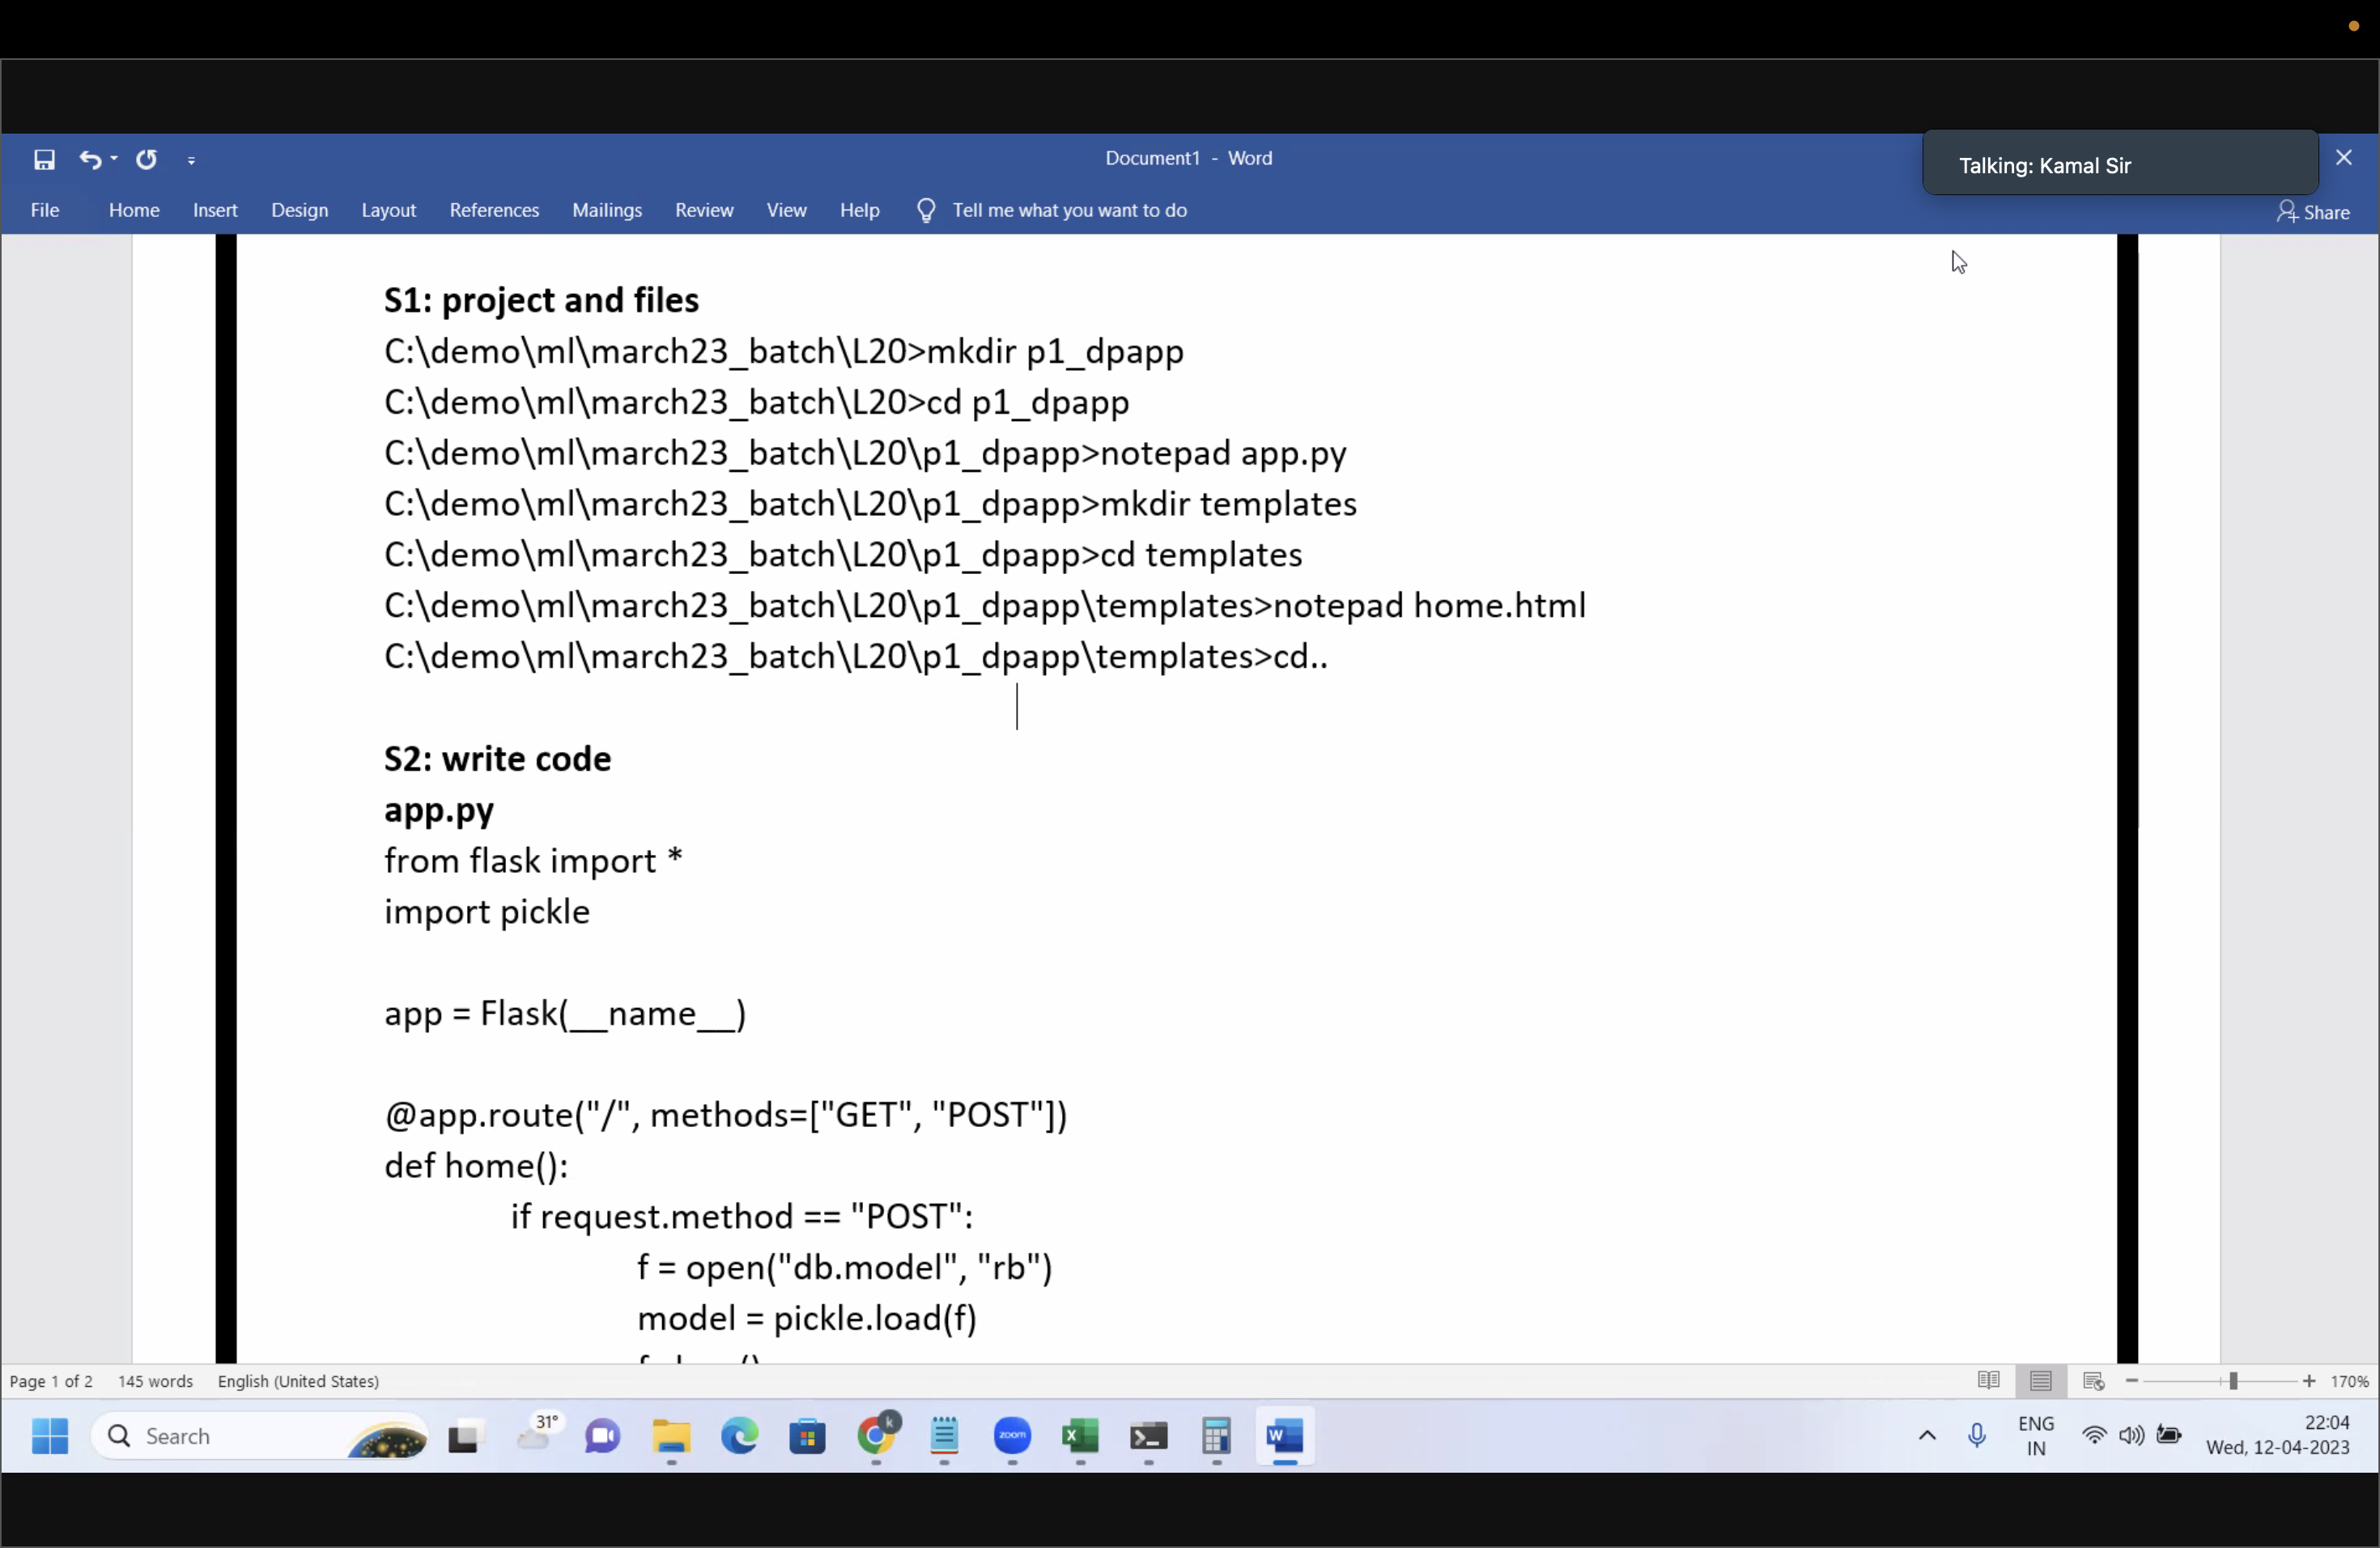 Document1 - Word
Talking: Kamal Sir
File Home Insert Design Layout References Mailings Review View Help Tell me what you want to do
Share
S1: project and files
C:\demo\ml\march23_batch\L20>mkdir p1_dpapp
C:\demo\ml\march23_batch\L20>cd p1_dpapp
C:\demo\ml\march23_batch\L20\p1_dpapp>notepad app.py
C:\demo\ml\march23_batch\L20\p1_dpapp>mkdir templates
C:\demo\ml\march23_batch\L20\p1_dpapp>cd templates
C:\demo\ml\march23_batch\L20\p1_dpapp\templates>notepad home.html
C:\demo\ml\march23_batch\L20\p1_dpapp\templates>cd..
S2: write code
app.py
from flask import *
import pickle
app = Flask(__name__)
@app.route("/", methods=["GET", "POST"])
def home():
if request.method == "POST":
f = open("db.model", "rb")
model = pickle.load(f)
Page 1 of 2 145 words English (United States)
170%
Search
31°
k
zoom
ENG
IN
22:04
Wed, 12-04-2023